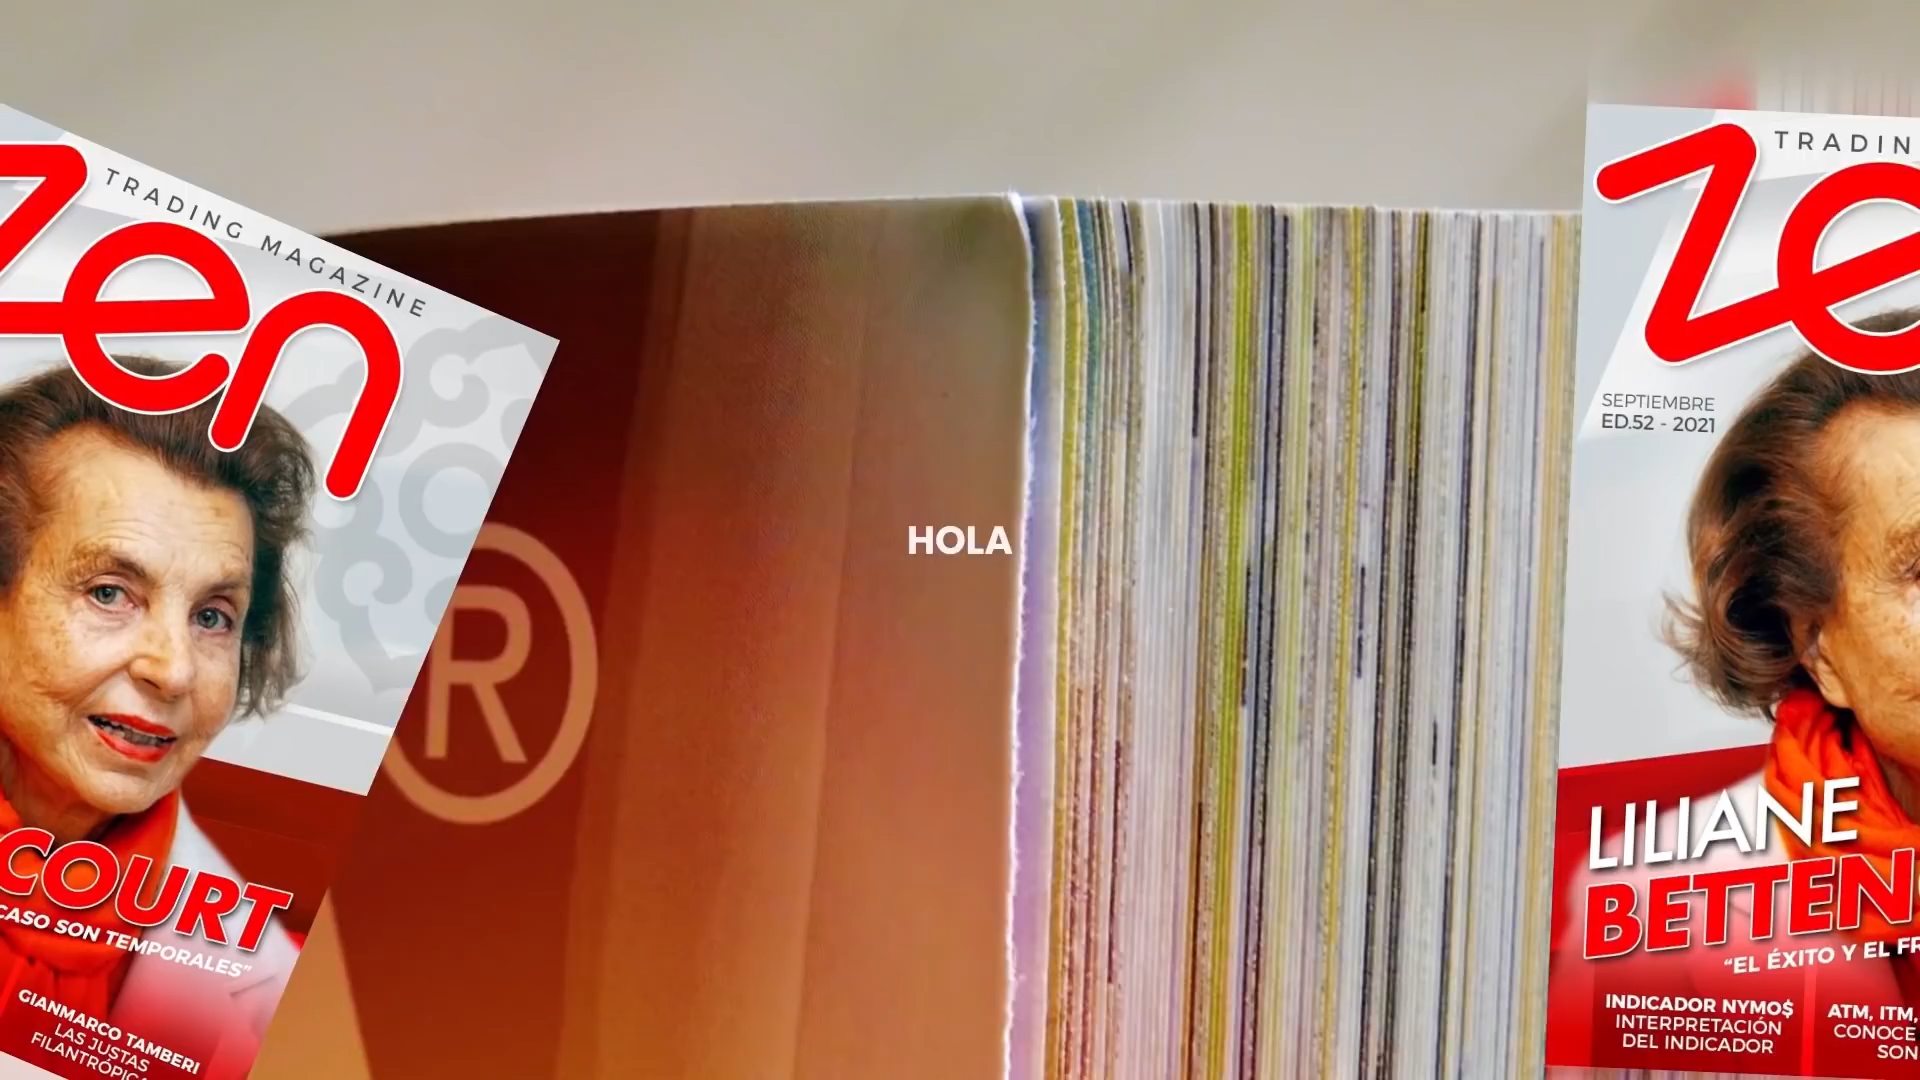 zen
TRADING MAGAZINE
COURT
CASO SON TEMPORALES”
GIANMARCO TAMBERI
LAS JUSTAS
®
HOLA
TRADIN
ze
SEPTIEMBRE
ED.52 - 2021
LILIANE
BETTEN
“EL ÉXITO Y EL FR
INDICADOR NYMO$
INTERPRETACIÓN
DEL INDICADOR
ATM, ITM,
CONOCE
SON